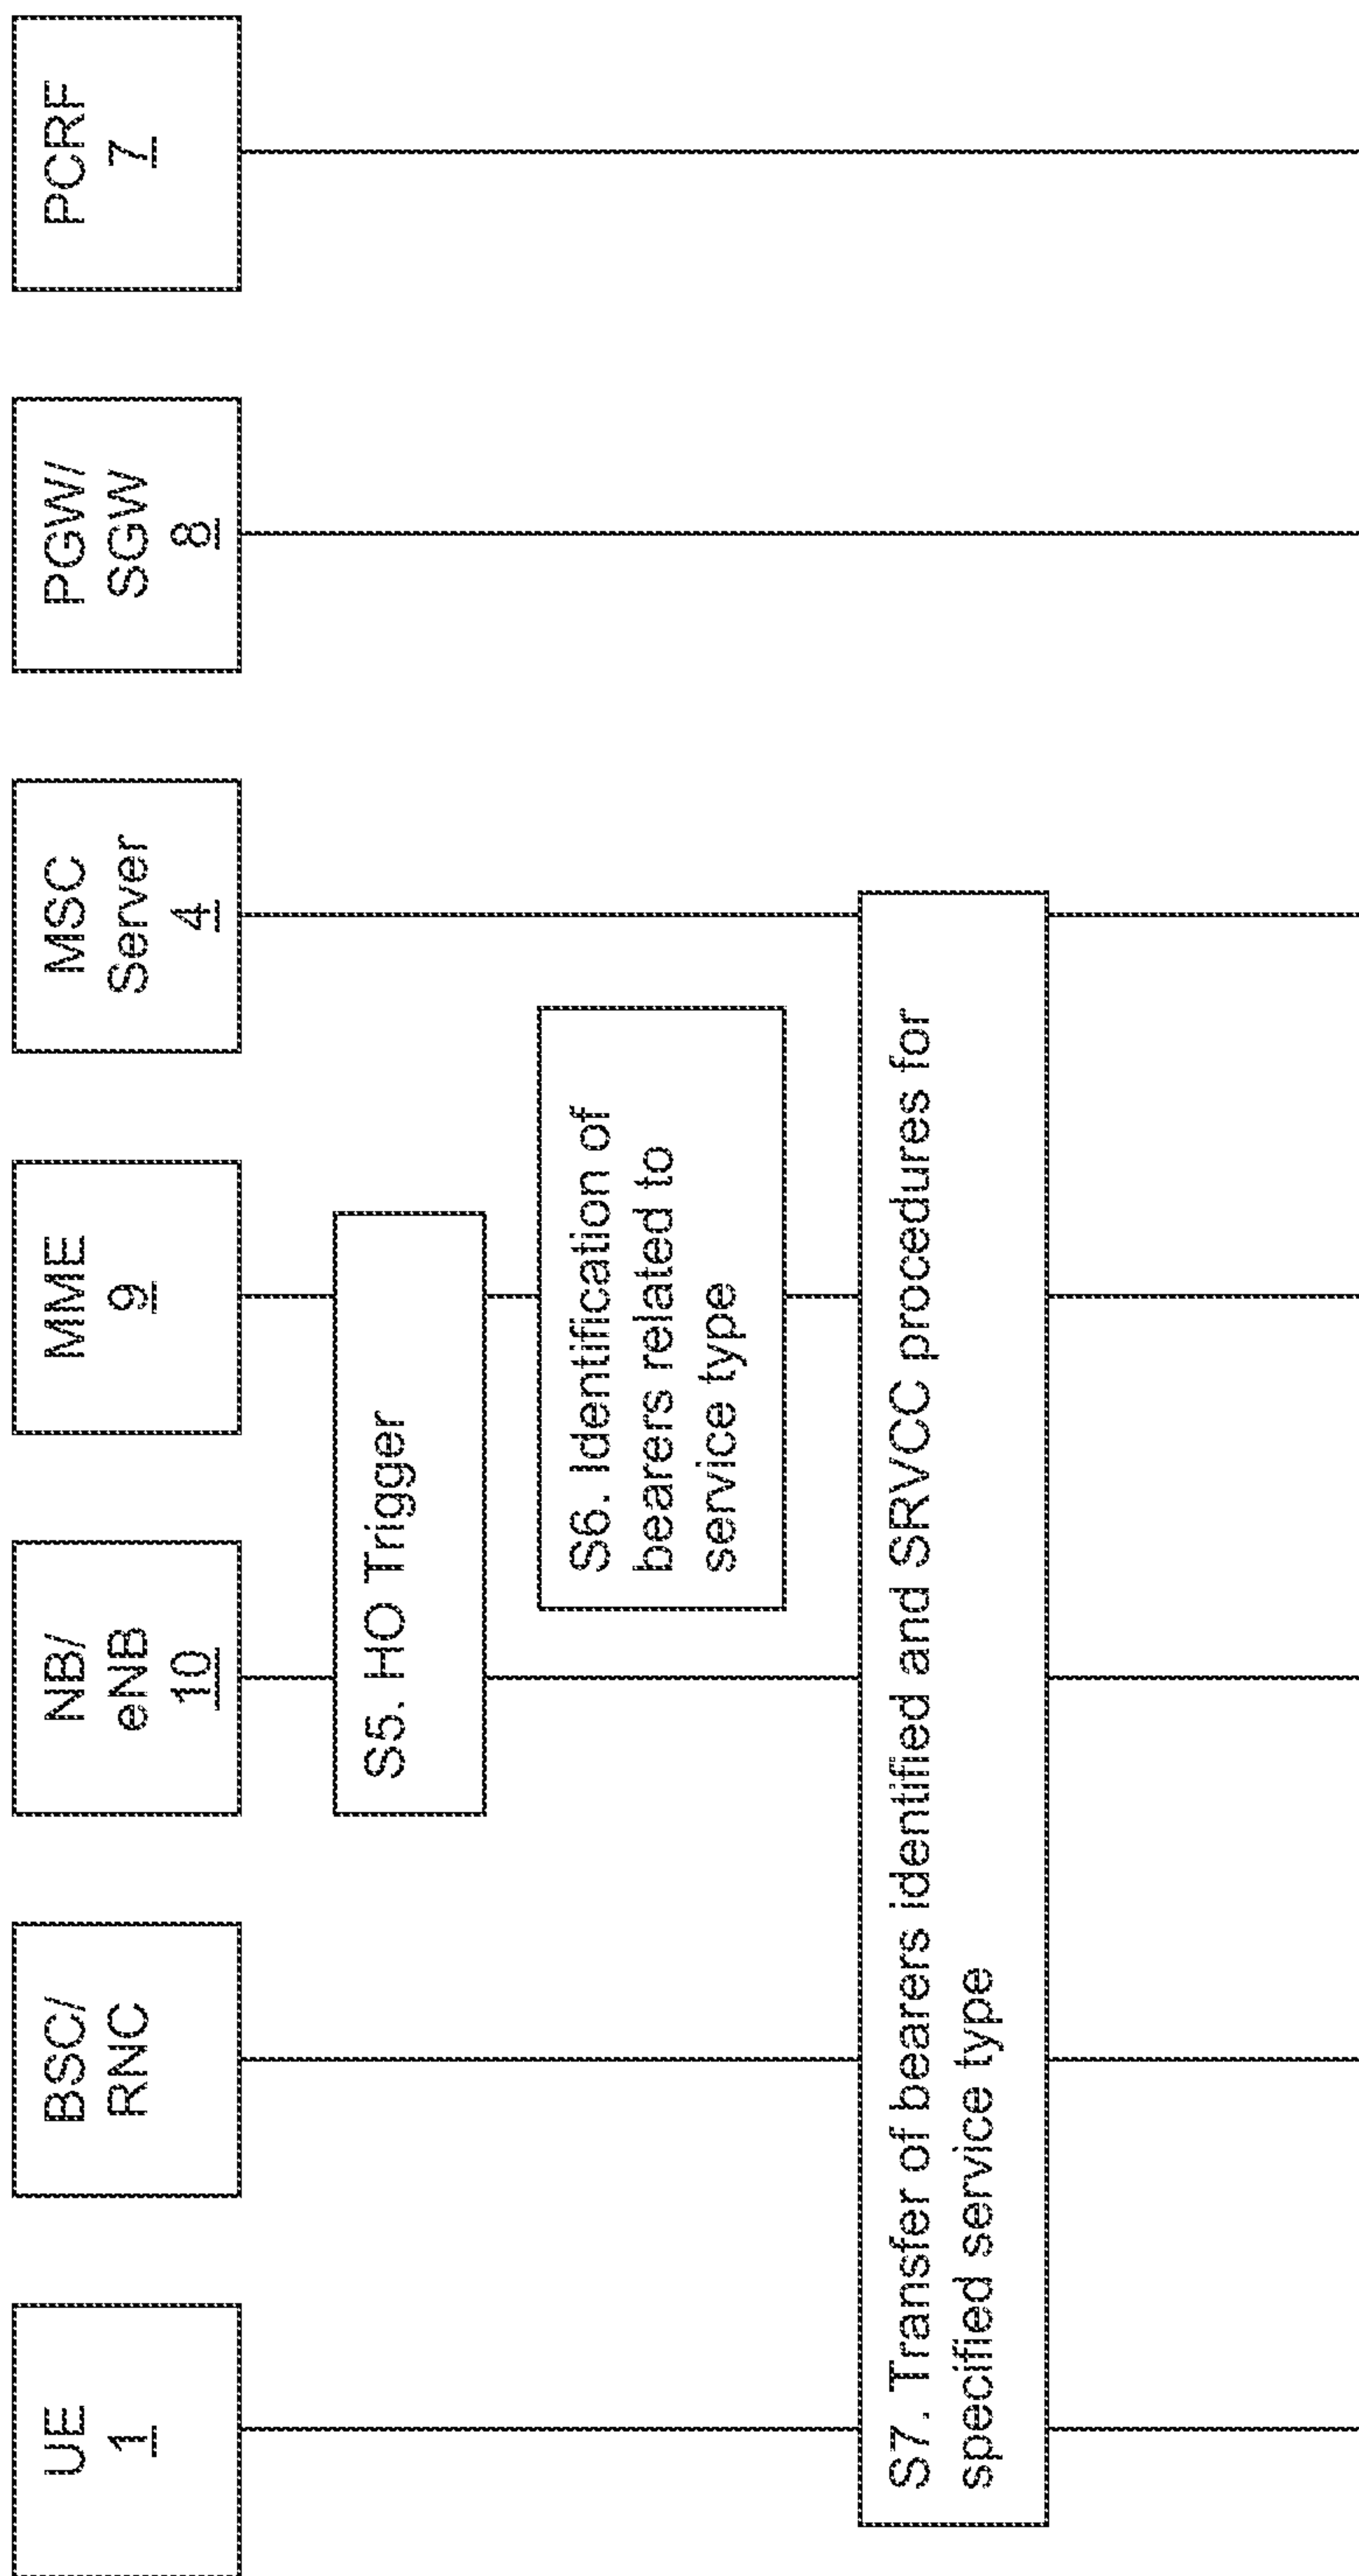 UE
1
BSC/
RNC
NB/
eNB
10
MME
9
MSC
Server
4
PGW/
SGW
8
PCRF
7
S5. HO Trigger
S6. Identification of
bearers related to
service type
S7. Transfer of bearers identified and SRVCC procedures for
specified service type